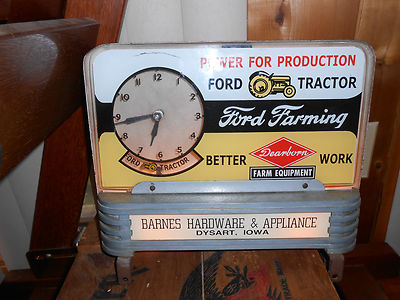 POWER FOR PRODUCTION
FORD TRACTOR
Ford Farming
12
1
2
3
4
5
6
7
8
9
10
11
FORD TRACTOR
BETTER Dearborn WORK
FARM EQUIPMENT
BARNES HARDWARE & APPLIANCE
DYSART, IOWA